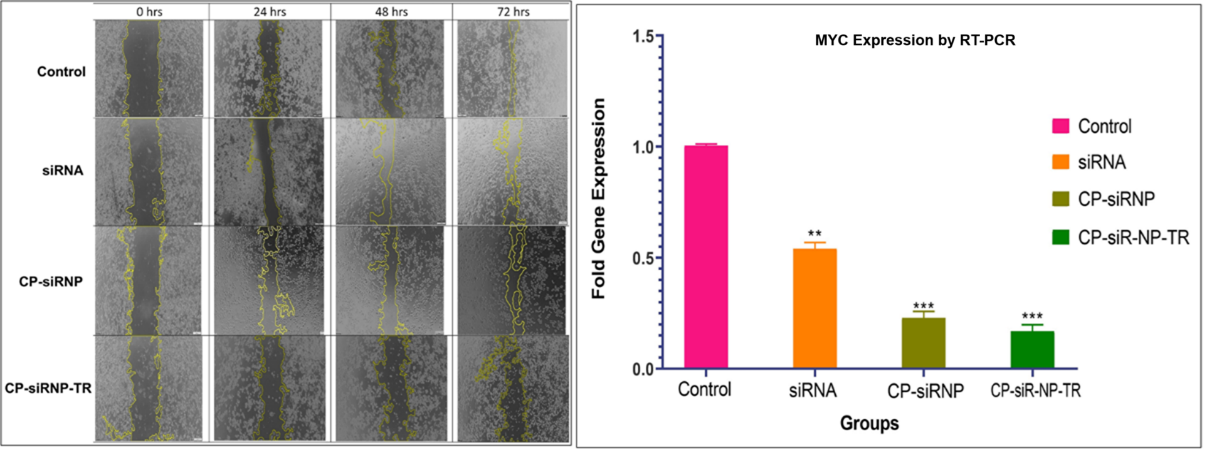 0 hrs 24 hrs 48 hrs 72 hrs
Control
siRNA
CP-siRNP
CP-siRNP-TR
MYC Expression by RT-PCR
Fold Gene Expression
1.5
1.0
0.5
0.0
**
***
***
Control
siRNA
CP-siRNP
CP-siR-NP-TR
Control siRNA CP-siRNP CP-siR-NP-TR
Groups